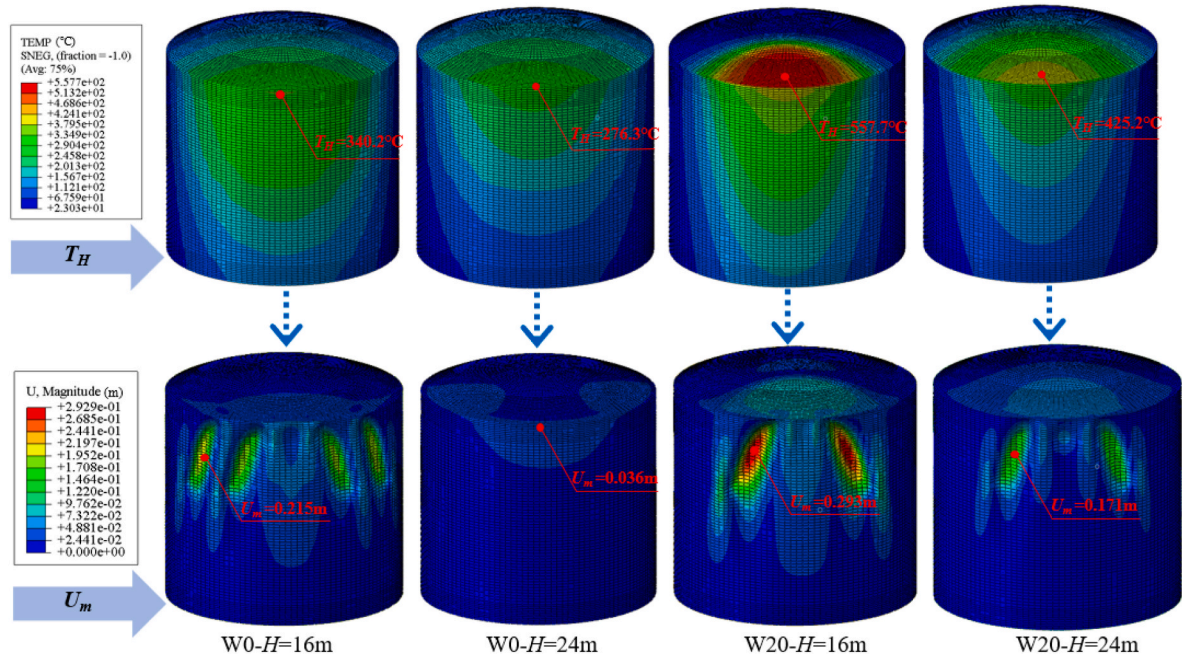 TEMP (℃)
SNEG, (fraction = -1.0)
(Avg: 75%)
+5.577e+02
+5.132e+02
+4.686e+02
+4.241e+02
+3.795e+02
+3.349e+02
+2.904e+02
+2.458e+02
+2.013e+02
+1.567e+02
+1.121e+02
+6.759e+01
+2.303e+01
T_H
T_H=340.2℃
T_H=276.3℃
T_H=557.7℃
T_H=425.2℃
U, Magnitude (m)
+2.929e-01
+2.685e-01
+2.441e-01
+2.197e-01
+1.952e-01
+1.708e-01
+1.464e-01
+1.220e-01
+9.762e-02
+7.322e-02
+4.881e-02
+2.441e-02
+0.000e+00
U_m
U_m=0.215m
U_m=0.036m
U_m=0.293m
U_m=0.171m
W0-H=16m
W0-H=24m
W20-H=16m
W20-H=24m